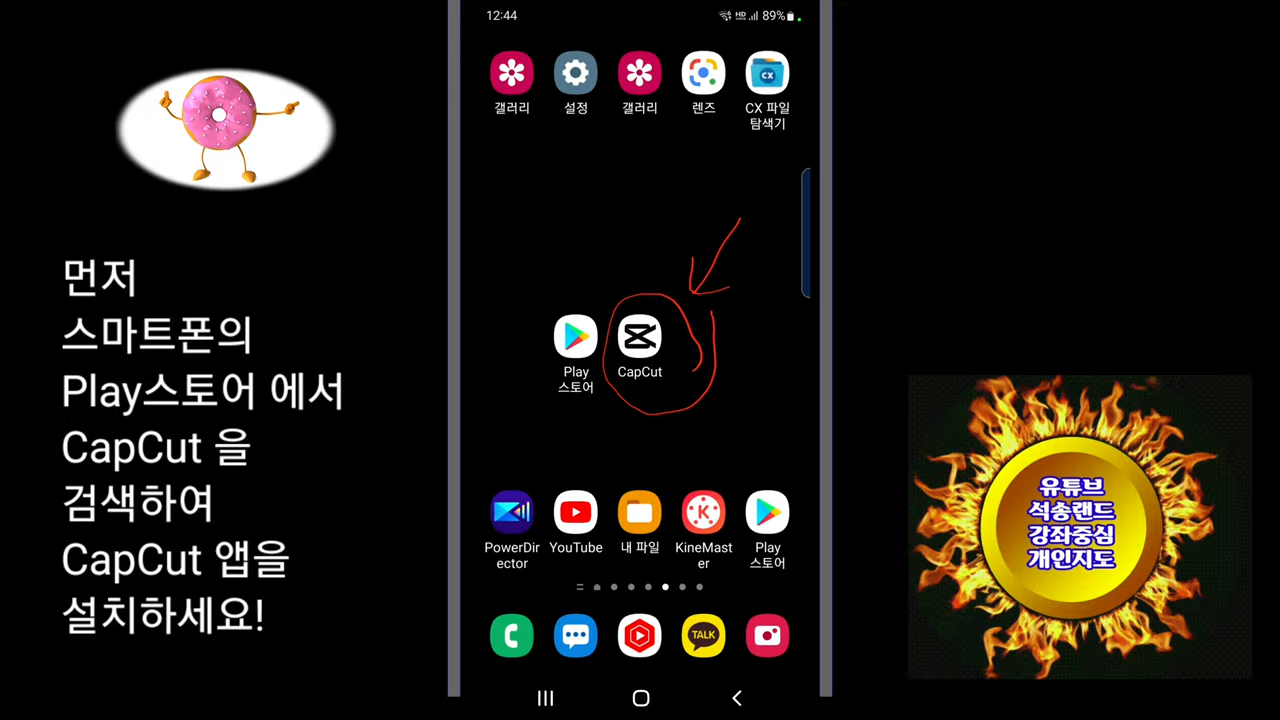 먼저
스마트폰의
Play스토어 에서
CapCut 을
검색하여
CapCut 앱을
설치하세요!
12:44
HD
89%
갤러리
설정
갤러리
렌즈
CX
CX 파일
탐색기
Play
스토어
CapCut
PowerDir
ector
YouTube
내 파일
K
KineMast
er
Play
스토어
TALK
유튜브
석송랜드
강좌중심
개인지도